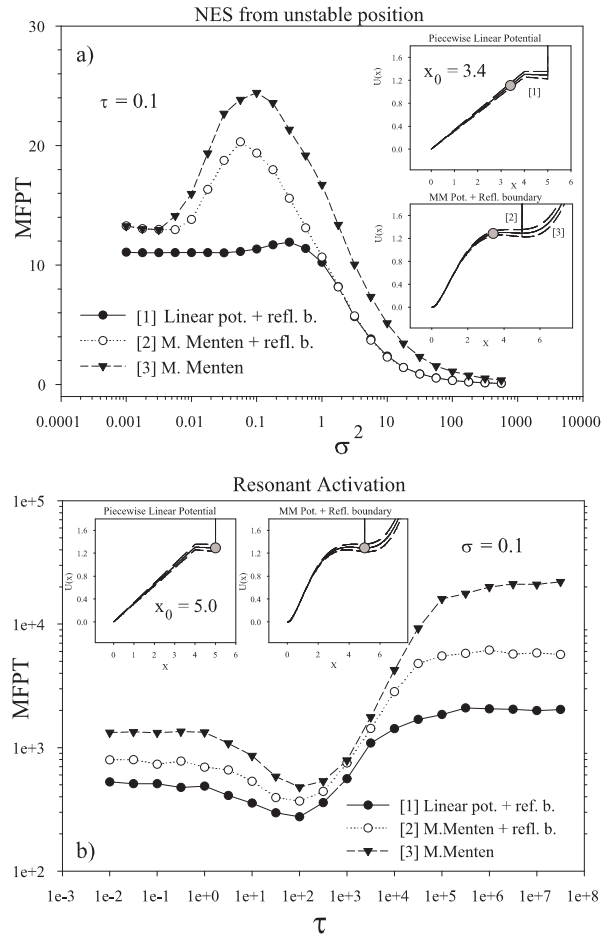 NES from unstable position
30
20
10
0
MFPT
a)
τ = 0.1
[1] Linear pot. + refl. b.
[2] M. Menten + refl. b.
[3] M. Menten
0.0001 0.001 0.01 0.1 1 10 100 1000 10000
σ²
Piecewise Linear Potential
U(x)
1.6
1.2
0.8
0.4
0.0
x₀ = 3.4
[1]
0 1 2 3 4 5 6
X
MM Pot. + Refl. boundary
U(x)
1.6
1.2
0.8
0.4
0.0
[2]
[3]
0 2 4 6
X
Resonant Activation
1e+5
1e+4
1e+3
1e+2
MFPT
Piecewise Linear Potential
U(x)
1.6
1.2
0.8
0.4
0.0
x₀ = 5.0
0 1 2 3 4 5 6
X
MM Pot. + Refl. boundary
U(x)
1.6
1.2
0.8
0.4
0.0
0 2 4 6
X
σ = 0.1
b)
[1] Linear pot. + refl. b.
[2] M.Menten + refl. b.
[3] M.Menten
1e-3 1e-2 1e-1 1e+0 1e+1 1e+2 1e+3 1e+4 1e+5 1e+6 1e+7 1e+8
τ